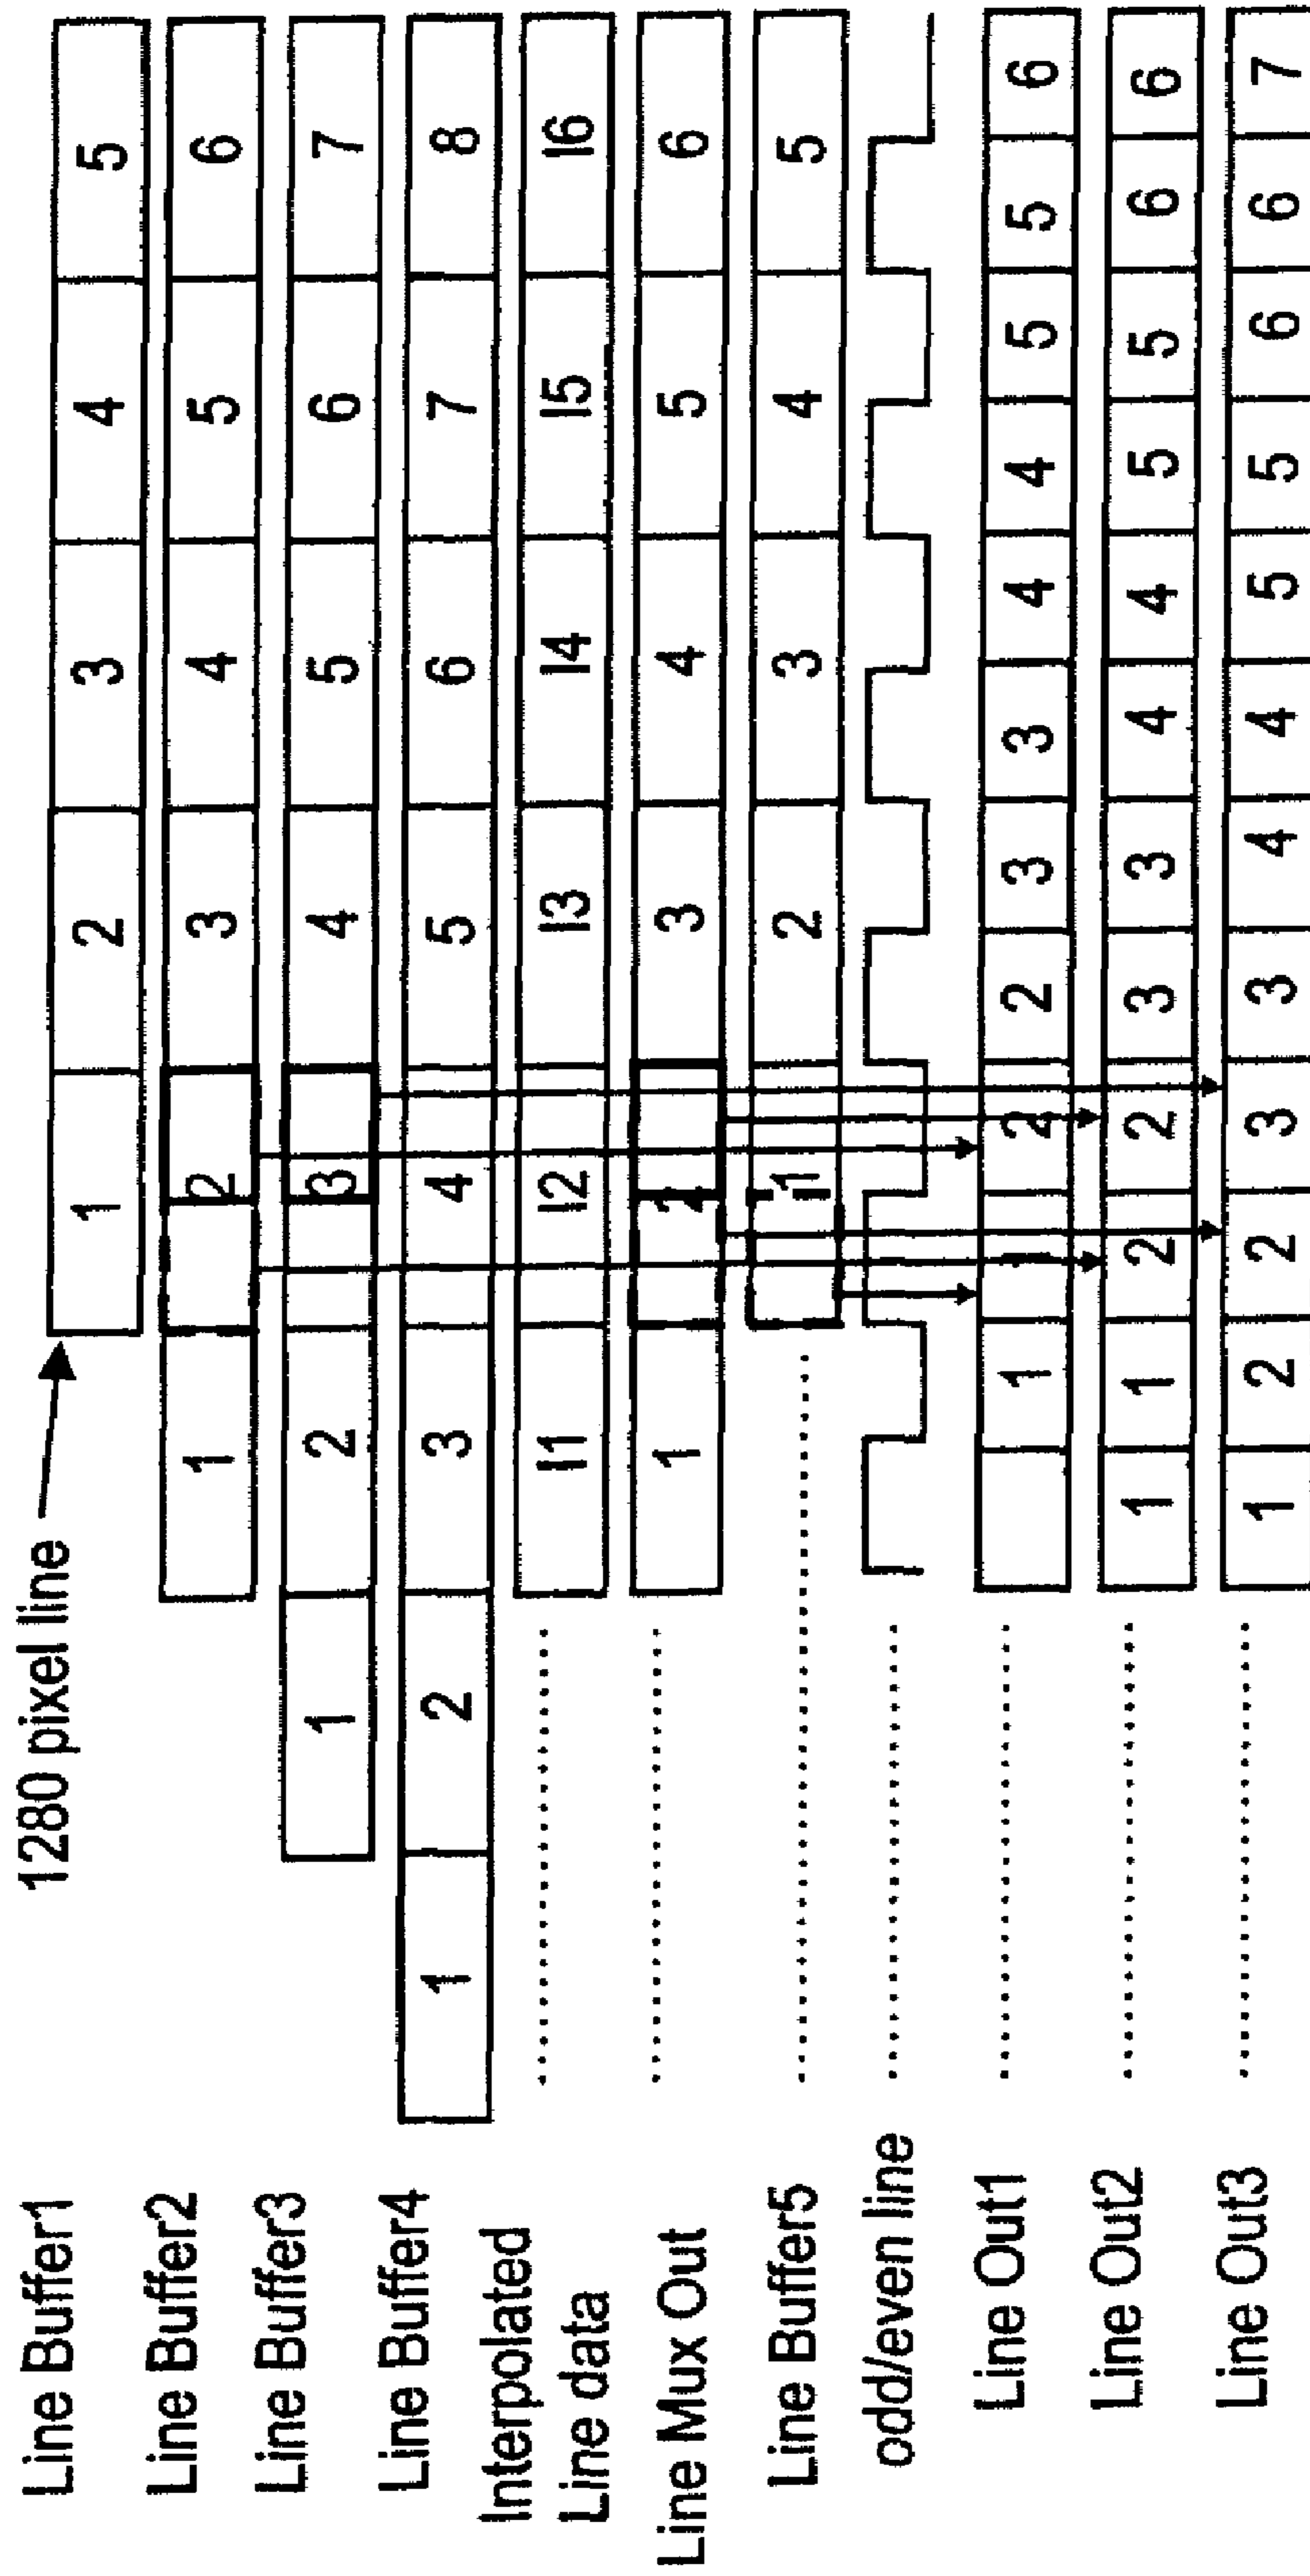 1280 pixel line
Line Buffer1 1 2 3 4 5
Line Buffer2 1 2 3 4 5 6
Line Buffer3 1 2 3 4 5 6 7
Line Buffer4 1 2 3 4 5 6 7 8
Interpolated
Line data I1 I2 I3 I4 I5 I6
Line Mux Out 1 2 3 4 5 6
Line Buffer5 1 2 3 4 5
odd/even line
Line Out1 1 1 2 2 3 3 4 4 5 5 6
Line Out2 1 1 2 2 3 3 4 4 5 5 6 6
Line Out3 1 2 2 3 3 4 4 5 5 6 6 7